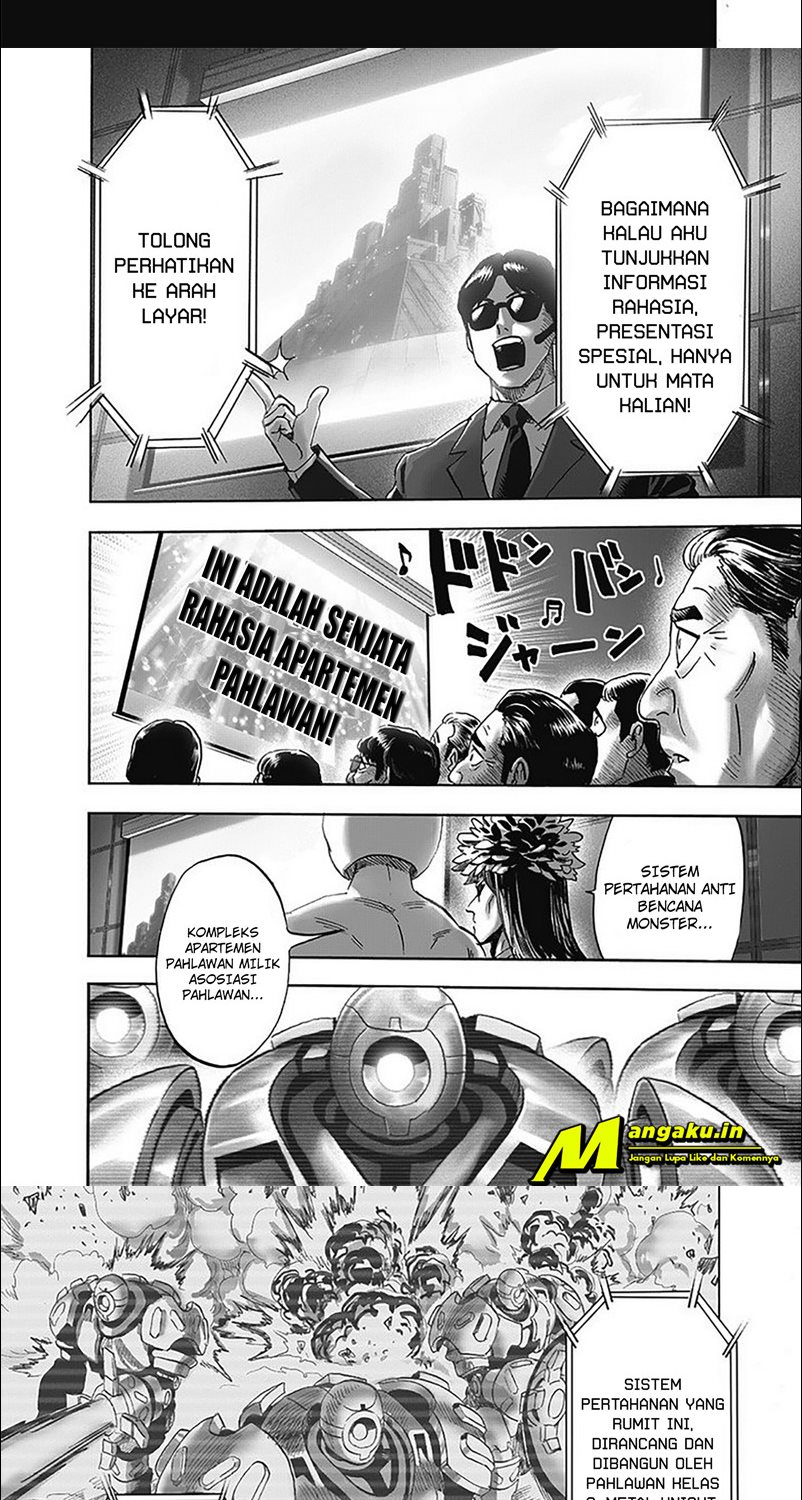 BAGAIMANA
KALAU AKU
TUNJUKKAN
INFORMASI
RAHASIA,
PRESENTASI
SPESIAL, HANYA
UNTUK MATA
KALIAN!
TOLONG
PERHATIKAN
KE ARAH
LAYAR!
INI ADALAH SENJATA
RAHASIA APARTEMEN
PAHLAWAN!
ドドン
バン
ジャーン
SISTEM
PERTAHANAN ANTI
BENCANA
MONSTER...
KOMPLEKS
APARTEMEN
PAHLAWAN MILIK
ASOSIASI
PAHLAWAN...
Mangaku.in
Jangan Lupa Like dan Komennya
SISTEM
PERTAHANAN YANG
RUMIT INI,
DIRANCANG DAN
DIBANGUN OLEH
PAHLAWAN KELAS